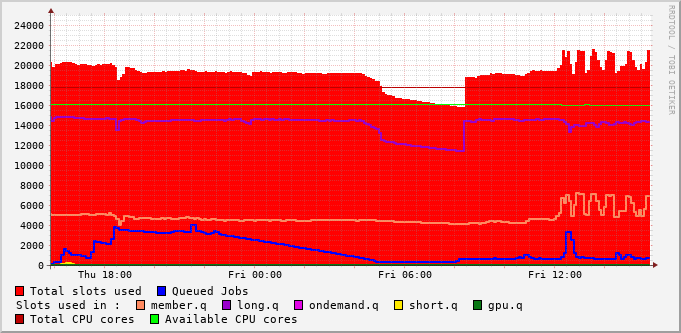 24000
22000
20000
18000
16000
14000
12000
10000
8000
6000
4000
2000
0
Thu 18:00 Fri 00:00 Fri 06:00 Fri 12:00
RRDTOOL / TOBI OETIKER
Total slots used Queued Jobs
Slots used in : member.q long.q ondemand.q short.q gpu.q
Total CPU cores Available CPU cores